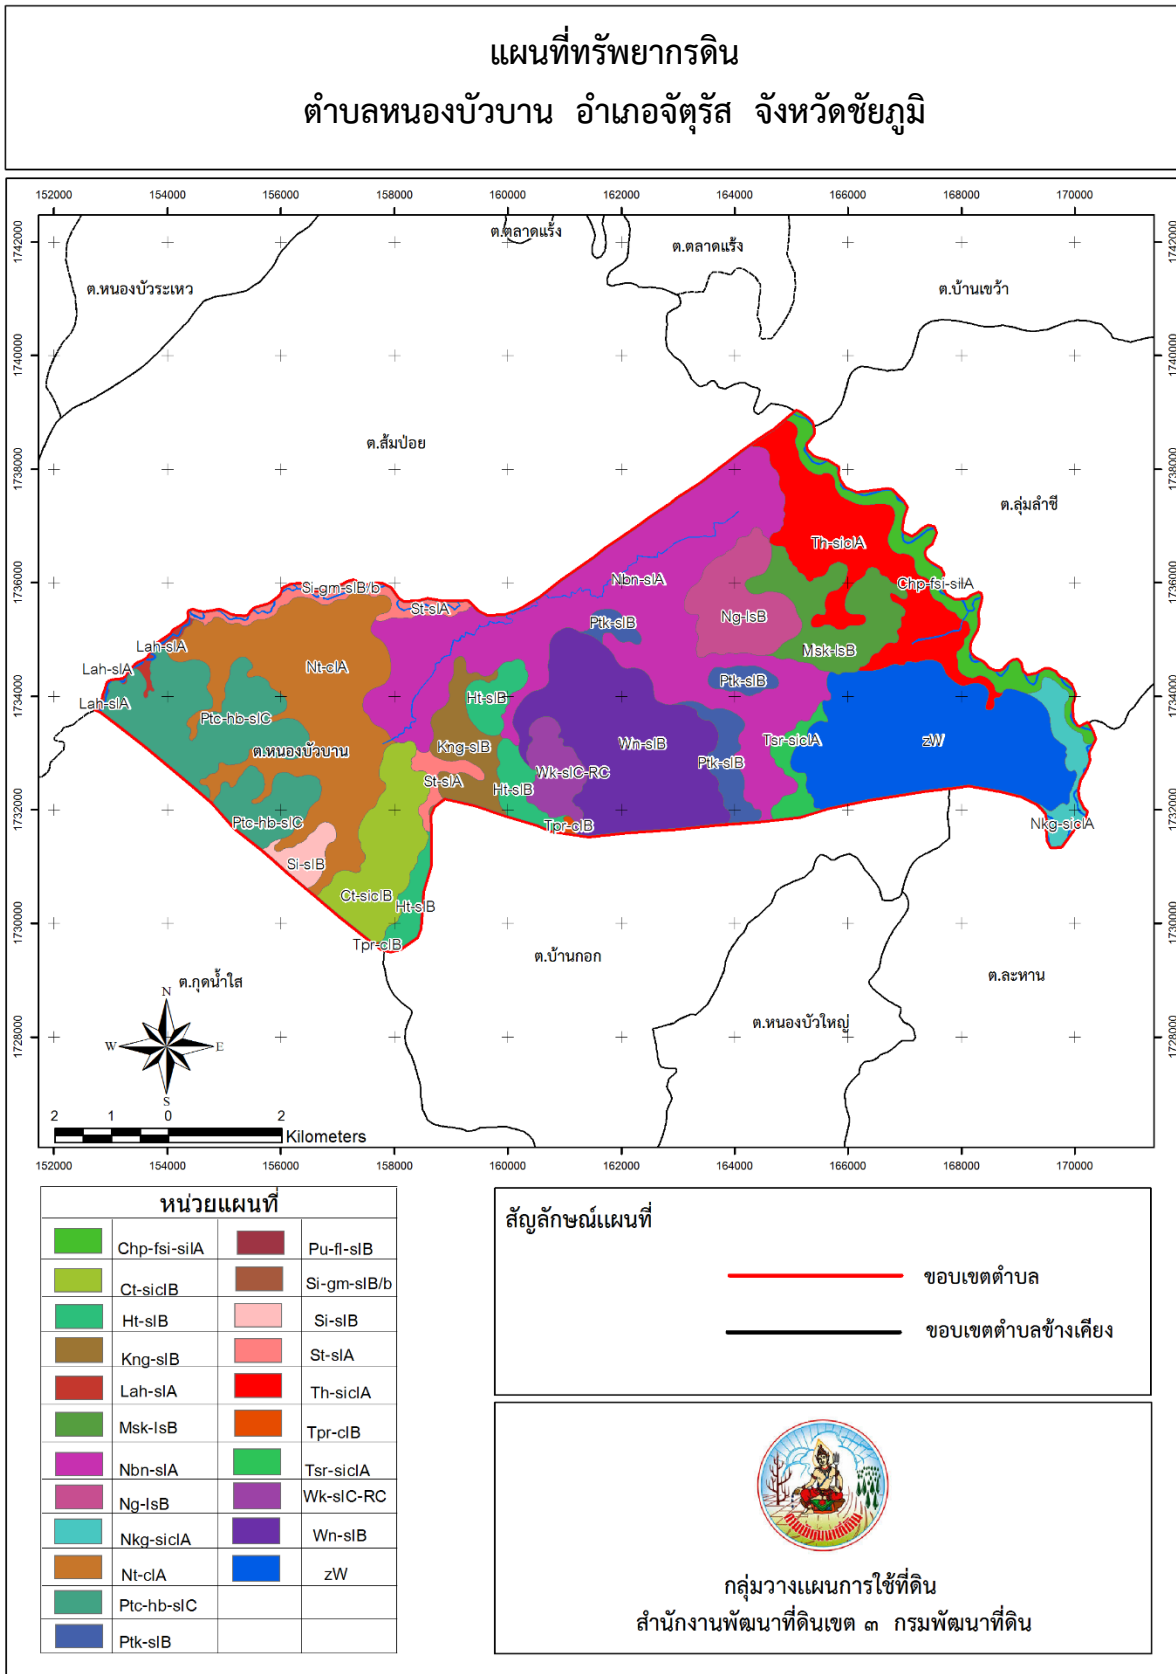 แผนที่ทรัพยากรดิน
ตำบลหนองบัวบาน อำเภอจัตุรัส จังหวัดชัยภูมิ
152000 154000 156000 158000 160000 162000 164000 166000 168000 170000
1742000 1742000
1740000 1740000
1738000 1738000
1736000 1736000
1734000 1734000
1732000 1732000
1730000 1730000
1728000 1728000
ต.ตลาดแร้ง
ต.ตลาดแร้ง
ต.หนองบัวระเหว
ต.บ้านเขว้า
ต.ส้มป่อย
ต.ลุ่มลำชี
Th-siclA
Nbn-slA
Chp-fsi-silA
Si-gm-slB/b
St-slA
Ptk-slB
Ng-lsB
Lah-slA
Msk-lsB
Lah-slA
Nt-clA
Ptk-slB
Ht-slB
Lah-slA
Ptc-hb-slC
zW
Tsr-siclA
Kng-slB
Wn-slB
ต.หนองบัวบาน
Ptk-slB
Wk-slC-RC
St-slA
Ht-slB
Ptc-hb-slC
Tpr-clB
Nkg-siclA
Si-slB
Ct-siclB
Ht-slB
Tpr-clB
ต.บ้านกอก
ต.กุดน้ำใส
ต.ละหาน
ต.หนองบัวใหญ่
N
W E
S
2 1 0 2
Kilometers
152000 154000 156000 158000 160000 162000 164000 166000 168000 170000
หน่วยแผนที่
Chp-fsi-silA Pu-fl-slB
Ct-siclB Si-gm-slB/b
Ht-slB Si-slB
Kng-slB St-slA
Lah-slA Th-siclA
Msk-lsB Tpr-clB
Nbn-slA Tsr-siclA
Ng-lsB Wk-slC-RC
Nkg-siclA Wn-slB
Nt-clA zW
Ptc-hb-slC
Ptk-slB
สัญลักษณ์แผนที่
ขอบเขตตำบล
ขอบเขตตำบลข้างเคียง
กลุ่มวางแผนการใช้ที่ดิน
สำนักงานพัฒนาที่ดินเขต ๓ กรมพัฒนาที่ดิน